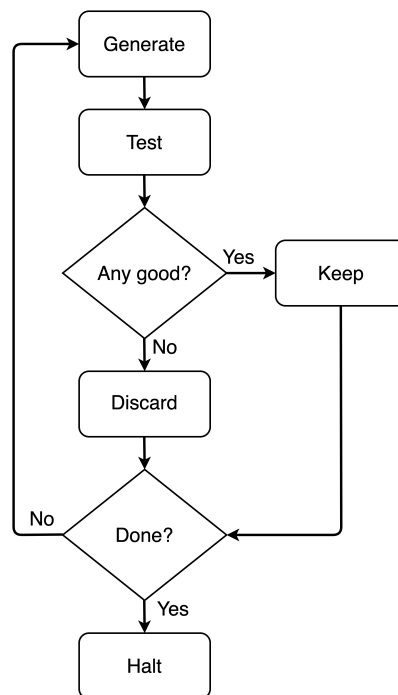 Generate
Test
Any good?
Yes
Keep
No
Discard
Done?
No
Yes
Halt